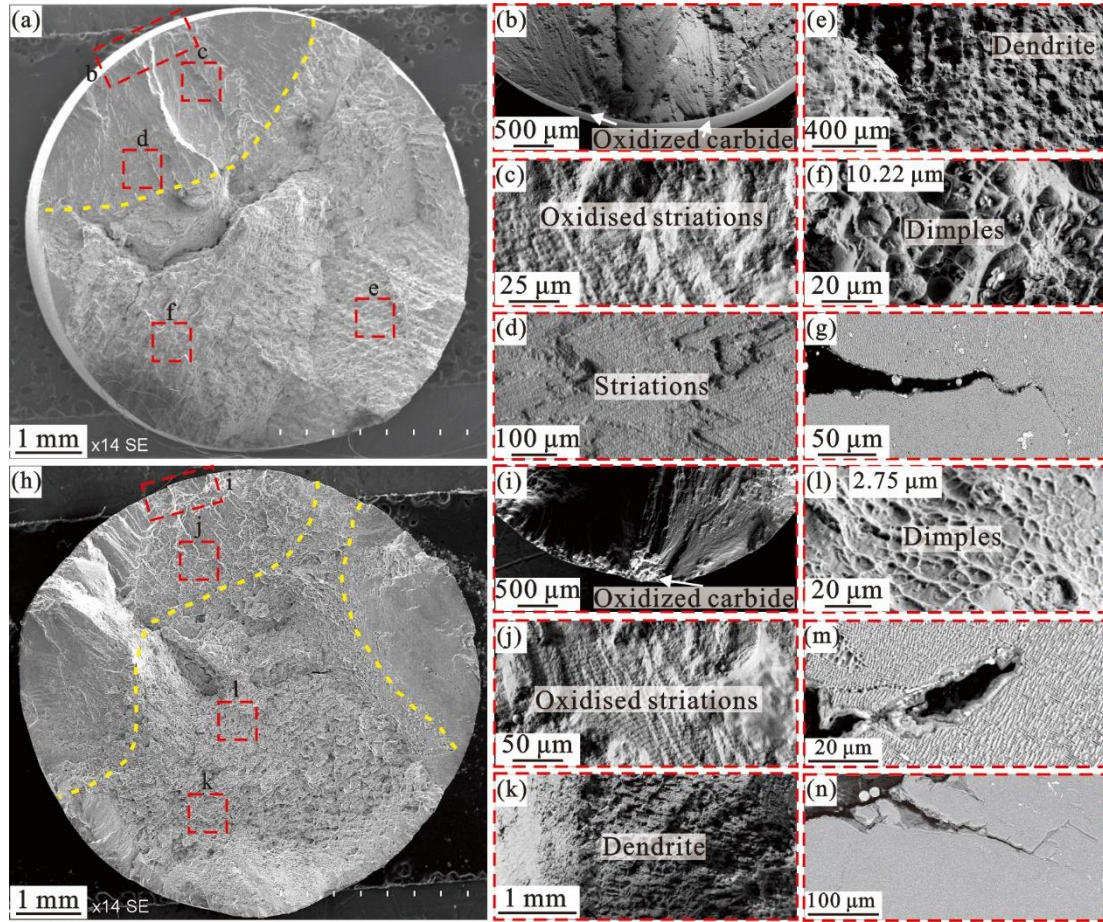 (a)
b
c
d
e
f
1 mm
x14 SE
(b)
500 μm
Oxidized carbide
(e)
Dendrite
400 μm
(c)
Oxidised striations
25 μm
(f)
10.22 μm
Dimples
20 μm
(d)
Striations
100 μm
(g)
50 μm
(h)
i
j
l
k
1 mm
x14 SE
(i)
500 μm
Oxidized carbide
(l)
2.75 μm
Dimples
20 μm
(j)
Oxidised striations
50 μm
(m)
20 μm
(k)
Dendrite
1 mm
(n)
100 μm